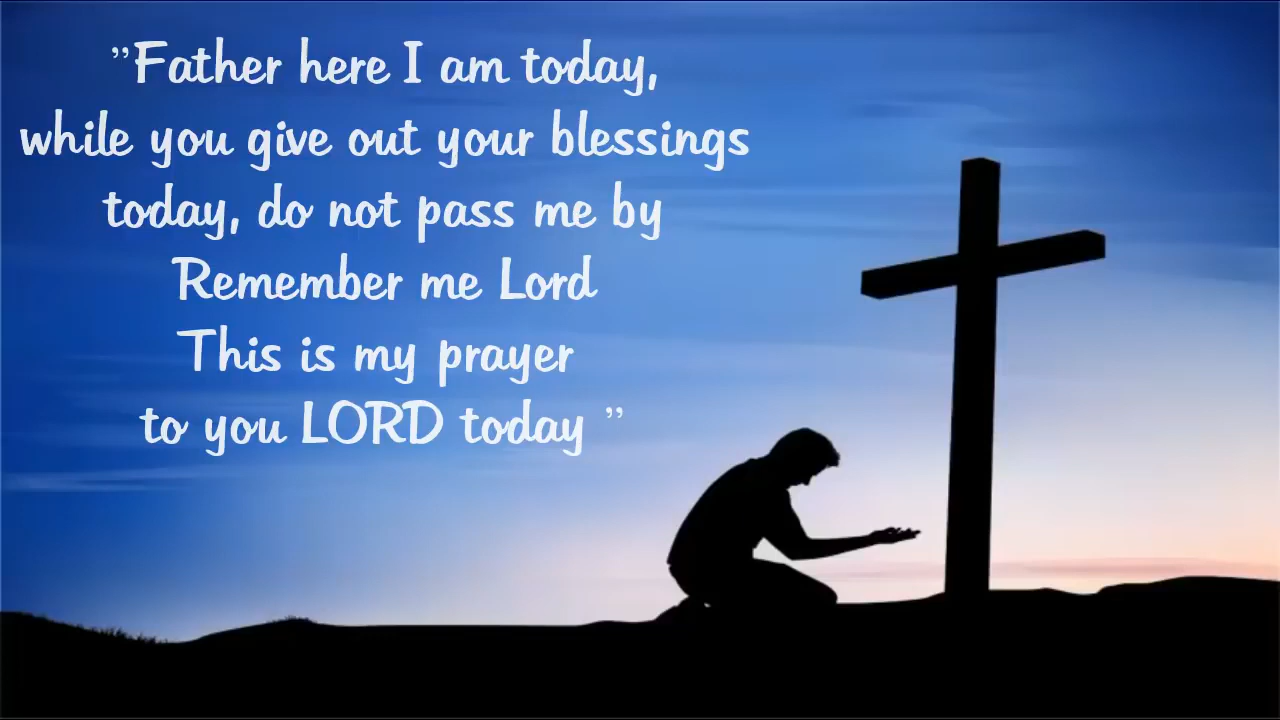 ”Father here I am today,
while you give out your blessings
today, do not pass me by
Remember me Lord
This is my prayer
to you LORD today ”